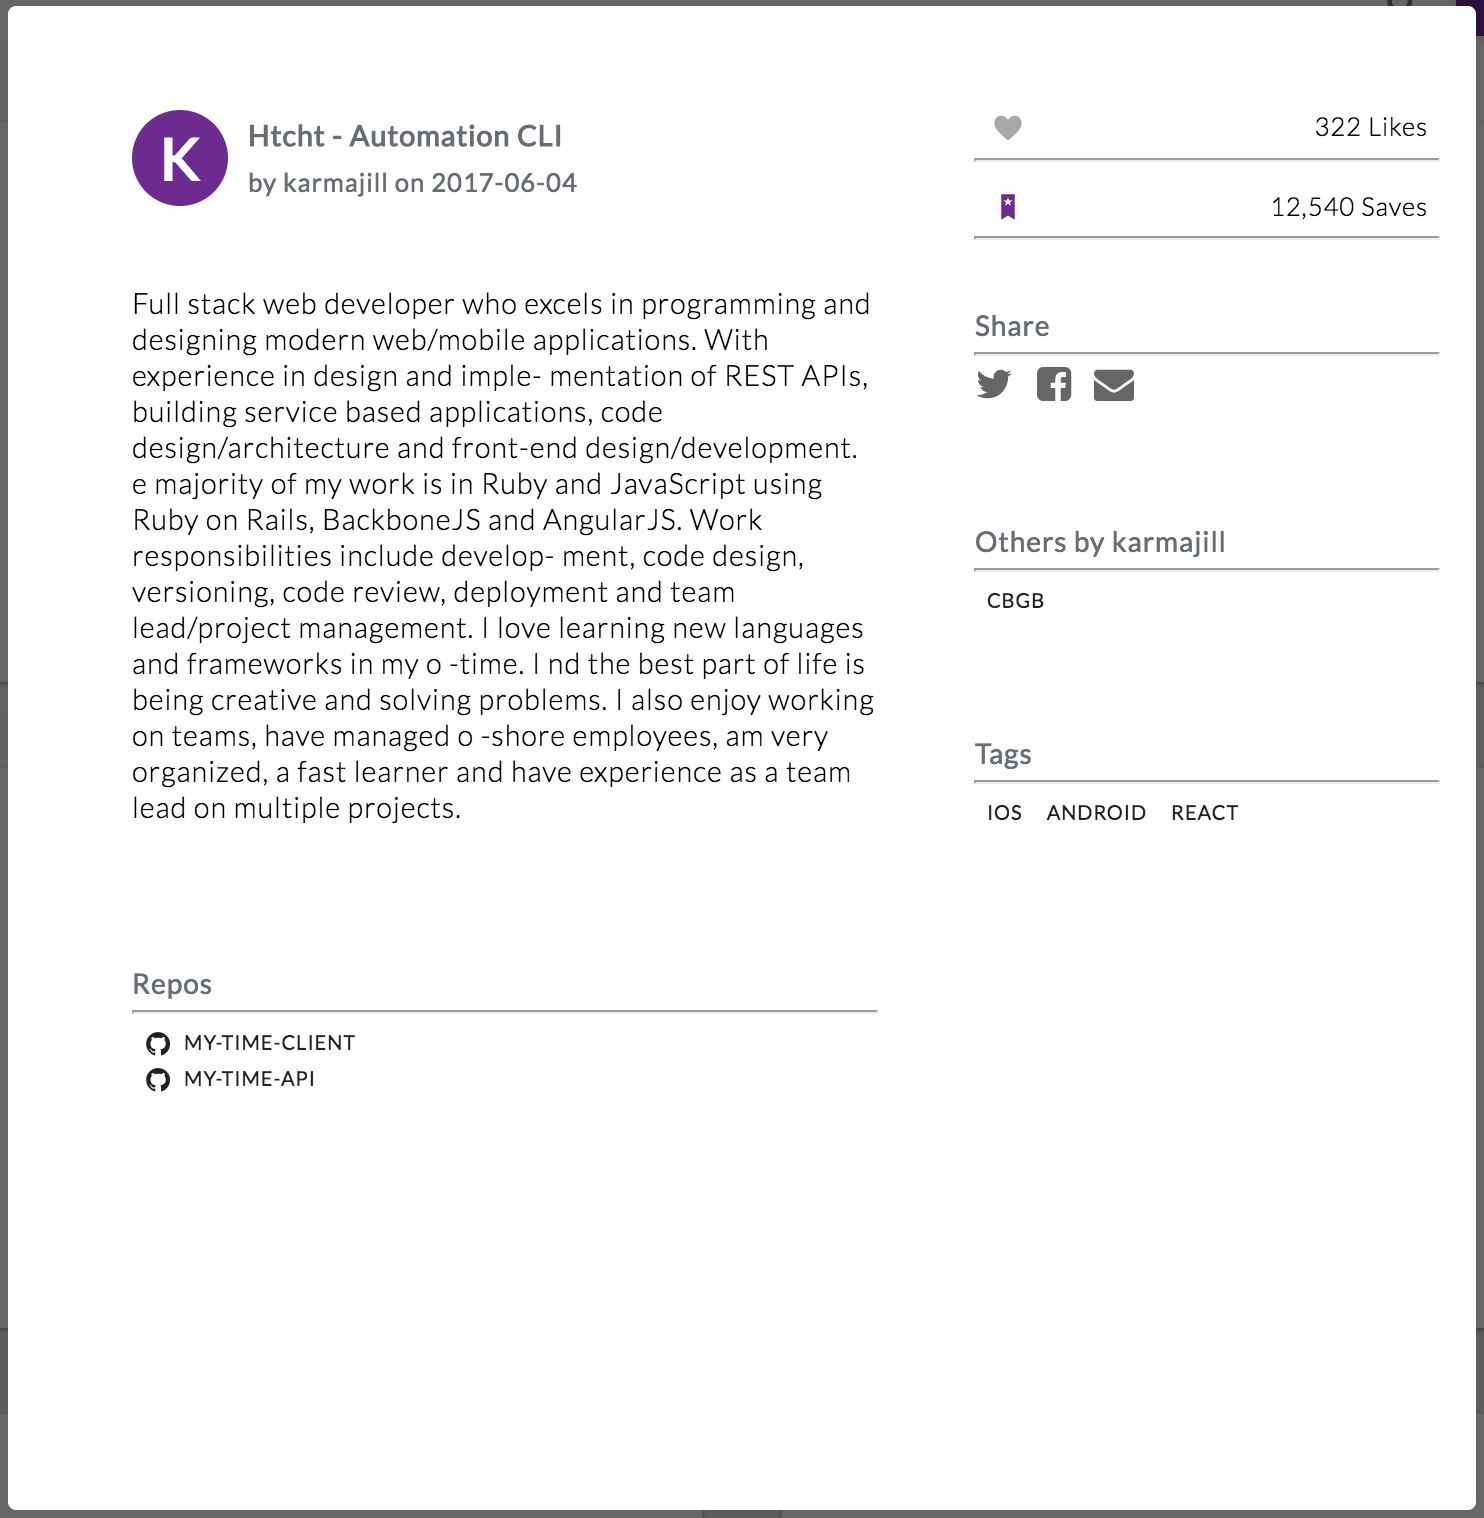 K
Htcht - Automation CLI
by karmajill on 2017-06-04
Full stack web developer who excels in programming and
designing modern web/mobile applications. With
experience in design and imple- mentation of REST APIs,
building service based applications, code
design/architecture and front-end design/development.
e majority of my work is in Ruby and JavaScript using
Ruby on Rails, BackboneJS and AngularJS. Work
responsibilities include develop- ment, code design,
versioning, code review, deployment and team
lead/project management. I love learning new languages
and frameworks in my o -time. I nd the best part of life is
being creative and solving problems. I also enjoy working
on teams, have managed o -shore employees, am very
organized, a fast learner and have experience as a team
lead on multiple projects.
Repos
MY-TIME-CLIENT
MY-TIME-API
322 Likes
12,540 Saves
Share
Others by karmajill
CBGB
Tags
IOS ANDROID REACT